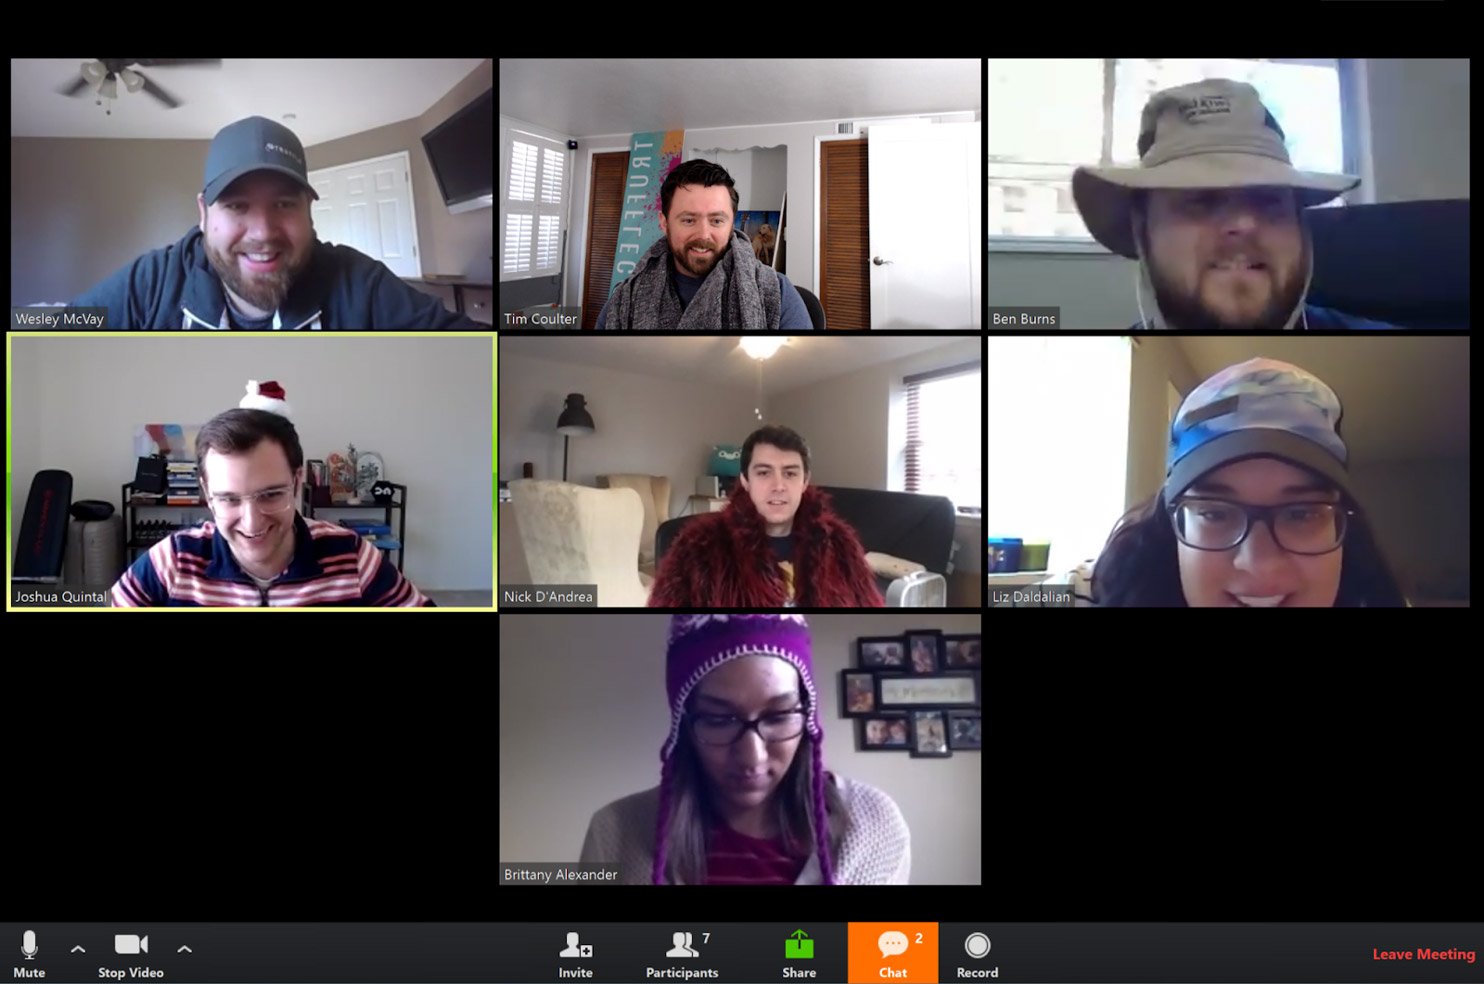 Wesley McVay
TRUFFLE
Tim Coulter
Ben Burns
Joshua Quintal
Nick D'Andrea
Liz Daldalian
Brittany Alexander
Mute
Stop Video
Invite
Participants
7
Share
Chat
2
Record
Leave Meeting